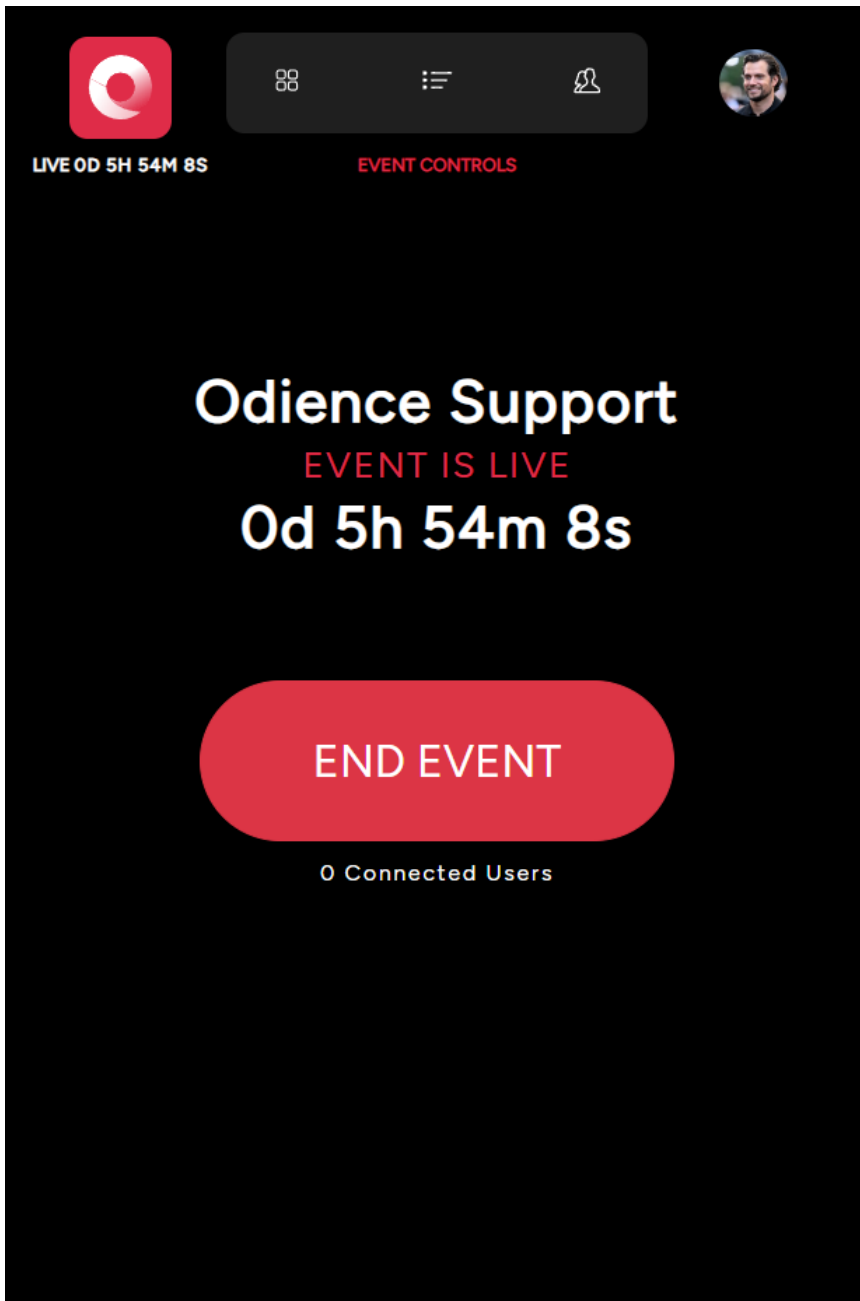 LIVE 0D 5H 54M 8S
EVENT CONTROLS
Odience Support
EVENT IS LIVE
0d 5h 54m 8s
END EVENT
0 Connected Users